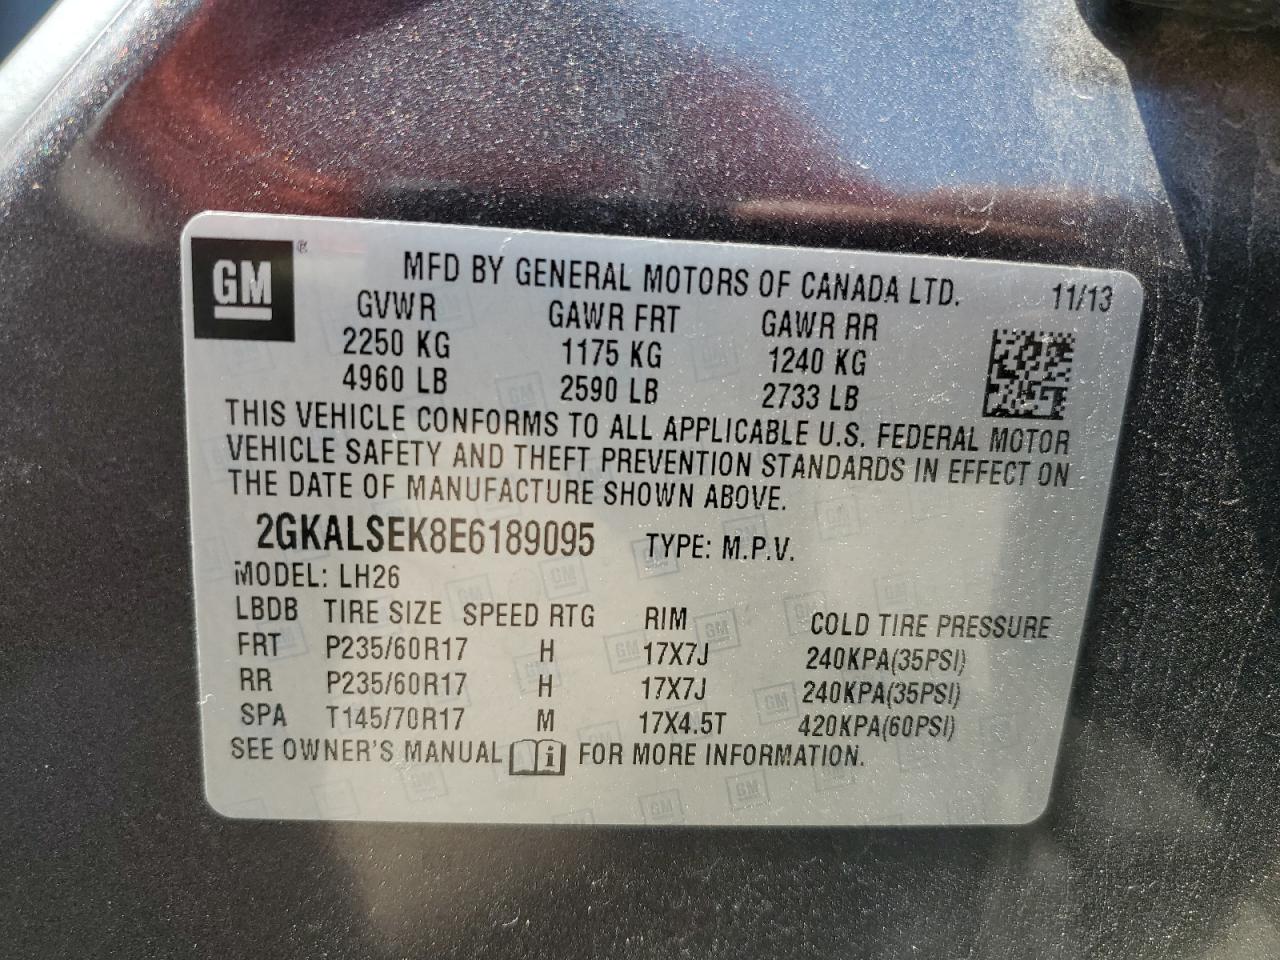 GM ®
MFD BY GENERAL MOTORS OF CANADA LTD. 11/13
GVWR GAWR FRT GAWR RR
2250 KG 1175 KG 1240 KG
4960 LB 2590 LB 2733 LB
THIS VEHICLE CONFORMS TO ALL APPLICABLE U.S. FEDERAL MOTOR
VEHICLE SAFETY AND THEFT PREVENTION STANDARDS IN EFFECT ON
THE DATE OF MANUFACTURE SHOWN ABOVE.
2GKALSEK8E6189095 TYPE: M.P.V.
MODEL: LH26
LBDB TIRE SIZE SPEED RTG RIM COLD TIRE PRESSURE
FRT P235/60R17 H 17X7J 240KPA(35PSI)
RR P235/60R17 H 17X7J 240KPA(35PSI)
SPA T145/70R17 M 17X4.5T 420KPA(60PSI)
SEE OWNER'S MANUAL i FOR MORE INFORMATION.